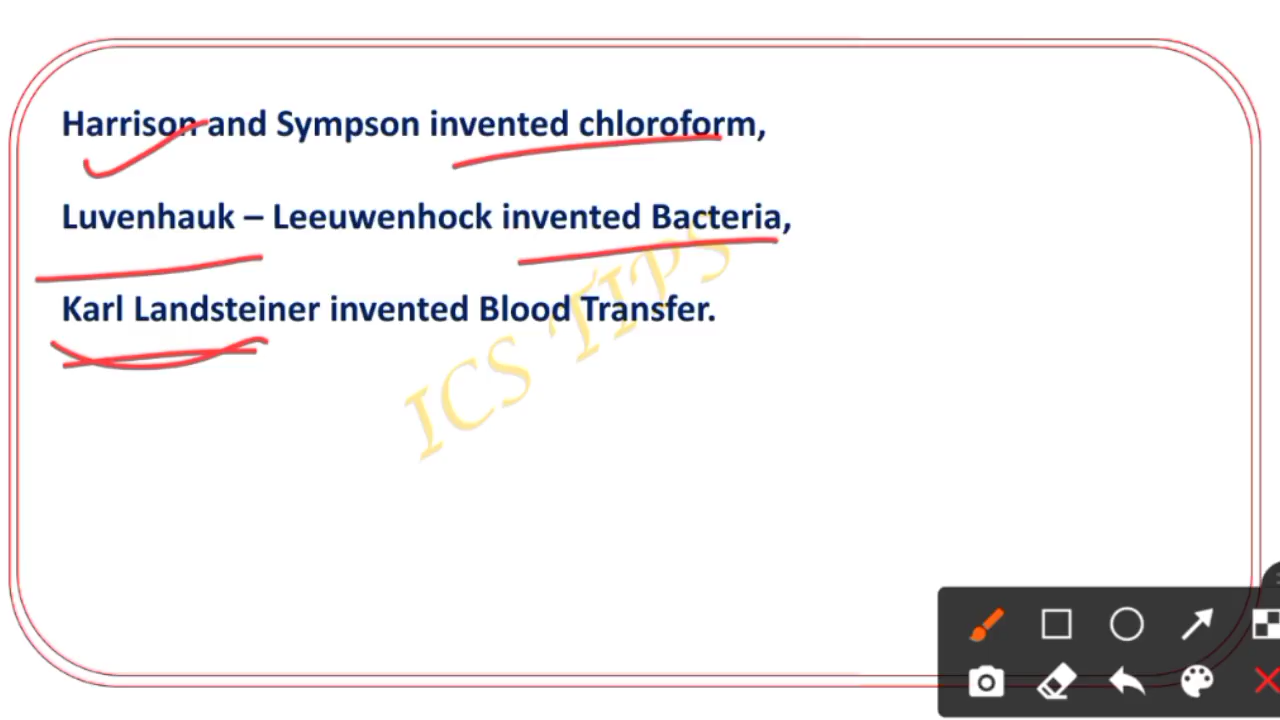 Harrison and Sympson invented chloroform,
Luvenhauk – Leeuwenhock invented Bacteria,
Karl Landsteiner invented Blood Transfer.
ICS TIPS